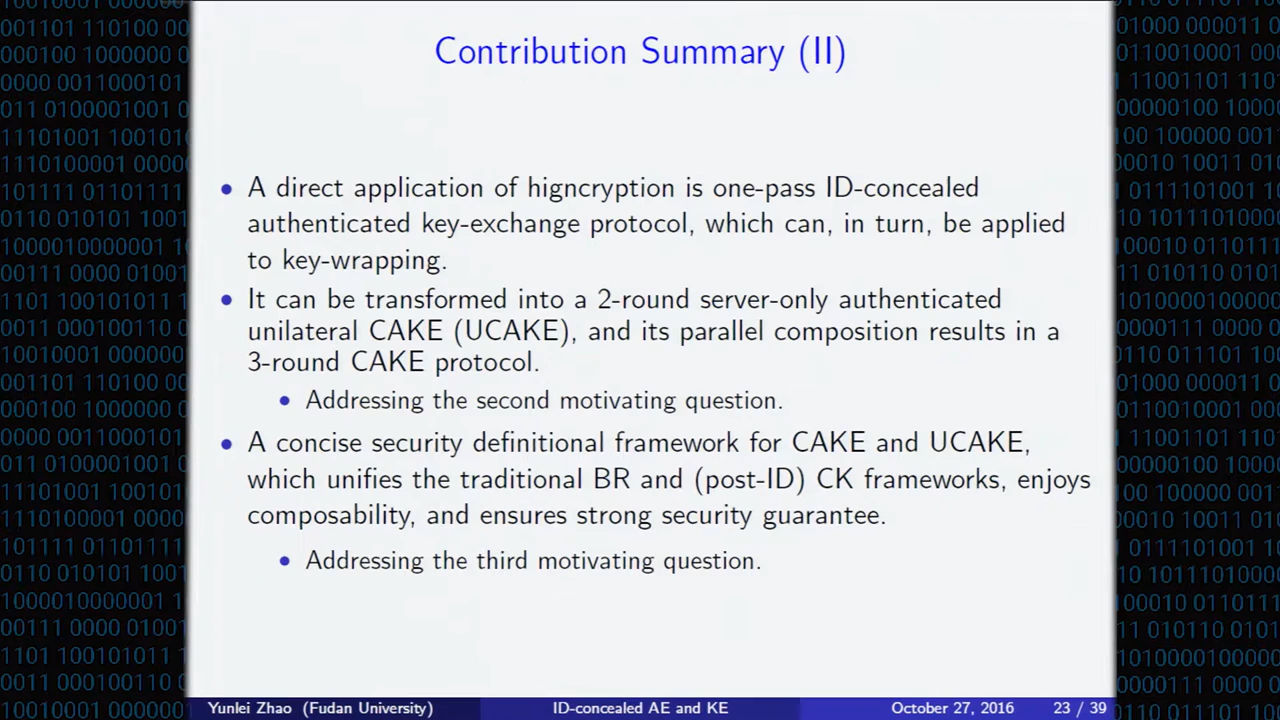 Contribution Summary (II)
• A direct application of higncryption is one-pass ID-concealed
authenticated key-exchange protocol, which can, in turn, be applied
to key-wrapping.
• It can be transformed into a 2-round server-only authenticated
unilateral CAKE (UCAKE), and its parallel composition results in a
3-round CAKE protocol.
• Addressing the second motivating question.
• A concise security definitional framework for CAKE and UCAKE,
which unifies the traditional BR and (post-ID) CK frameworks, enjoys
composability, and ensures strong security guarantee.
• Addressing the third motivating question.
Yunlei Zhao (Fudan University) ID-concealed AE and KE October 27, 2016 23 / 39